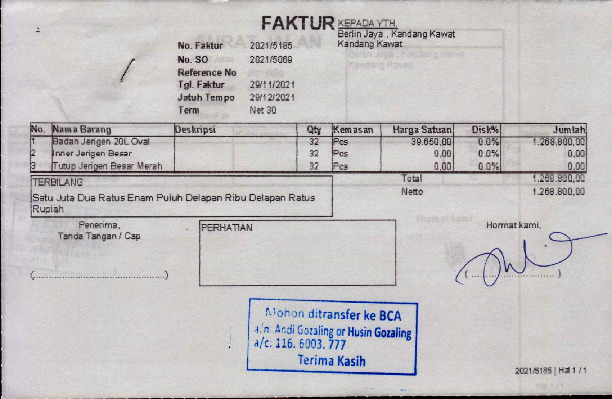 FAKTUR
KEPADA YTH.
Berlin Jaya , Kandang Kawat
Kandang Kawat
No. Faktur 2021/5185
No. SO 2021/5069
Reference No
Tgl. Faktur 29/11/2021
Jatuh Tempo 29/12/2021
Term Net 30
No. Nama Barang Deskripsi Qty Kemasan Harga Satuan Disk% Jumlah
1 Badan Jerigen 20L Oval 32 Pcs 39.650,00 0.0% 1.268.800,00
2 Inner Jerigen Besar 32 Pcs 0,00 0.0% 0,00
3 Tutup Jerigen Besar Merah 32 Pcs 0,00 0.0% 0,00
TERBILANG
Satu Juta Dua Ratus Enam Puluh Delapan Ribu Delapan Ratus
Rupiah
Total 1.268.800,00
Netto 1.268.800,00
Penerima,
Tanda Tangan / Cap
(..........................................)
PERHATIAN
Hormat kami,
(............................)
Mohon ditransfer ke BCA
a/n. Andi Gozaling or Husin Gozaling
a/c. 116. 6003. 777
Terima Kasih
2021/5185 | Hal 1 / 1